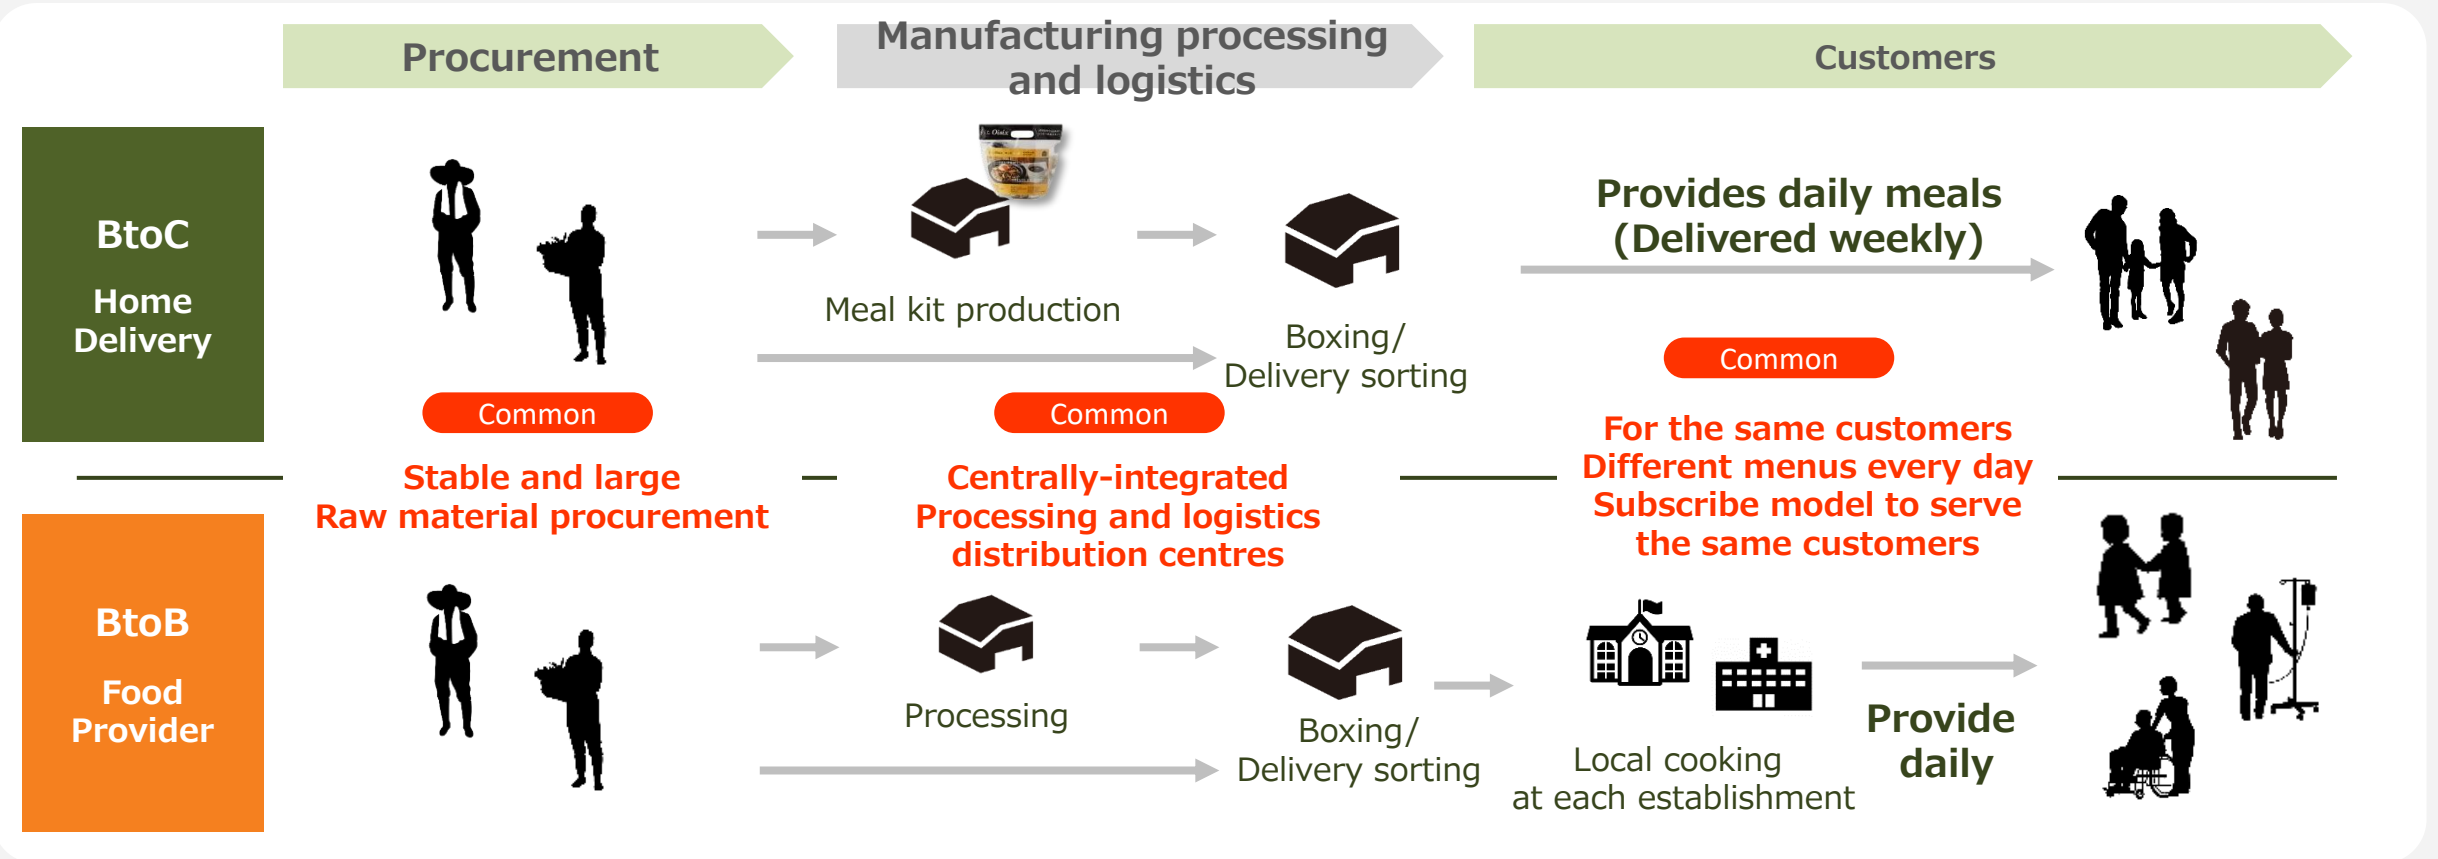 Procurement
Manufacturing processing
and logistics
Customers
BtoC
Home
Delivery
Oisix
Meal kit production
Boxing/
Delivery sorting
Provides daily meals
(Delivered weekly)
Common
Stable and large
Raw material procurement
Common
Centrally-integrated
Processing and logistics
distribution centres
Common
For the same customers
Different menus every day
Subscribe model to serve
the same customers
BtoB
Food
Provider
Processing
Boxing/
Delivery sorting
Local cooking
at each establishment
Provide
daily